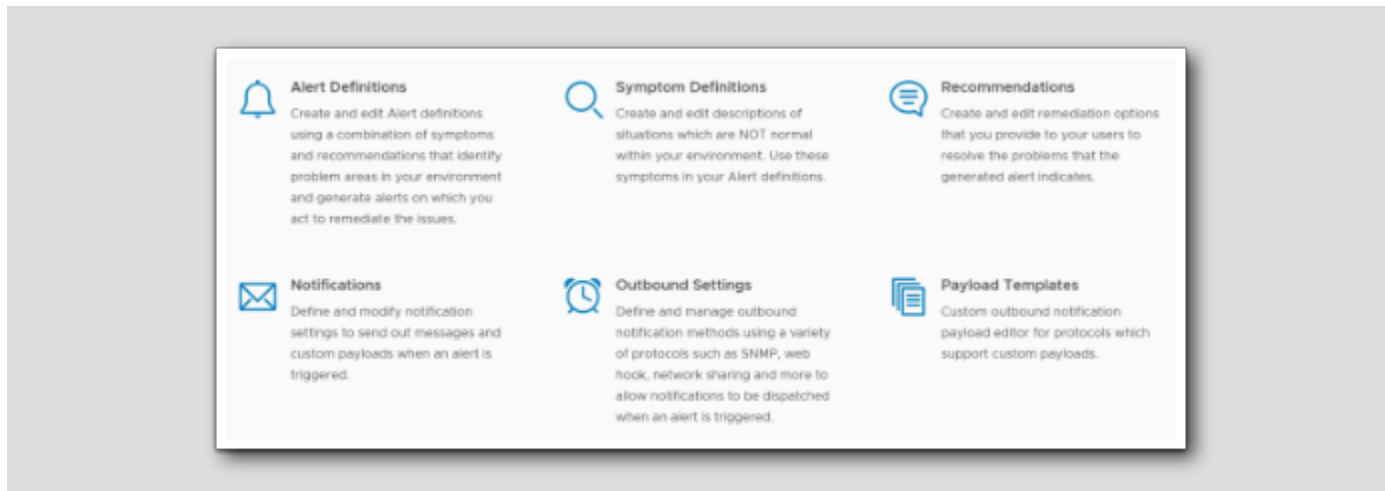 Alert Definitions
Create and edit Alert definitions
using a combination of symptoms
and recommendations that identify
problem areas in your environment
and generate alerts on which you
act to remediate the issues.
Symptom Definitions
Create and edit descriptions of
situations which are NOT normal
within your environment. Use these
symptoms in your Alert definitions.
Recommendations
Create and edit remediation options
that you provide to your users to
resolve the problems that the
generated alert indicates.
Notifications
Define and modify notification
settings to send out messages and
custom payloads when an alert is
triggered.
Outbound Settings
Define and manage outbound
notification methods using a variety
of protocols such as SNMP, web
hook, network sharing and more to
allow notifications to be dispatched
when an alert is triggered.
Payload Templates
Custom outbound notification
payload editor for protocols which
support custom payloads.